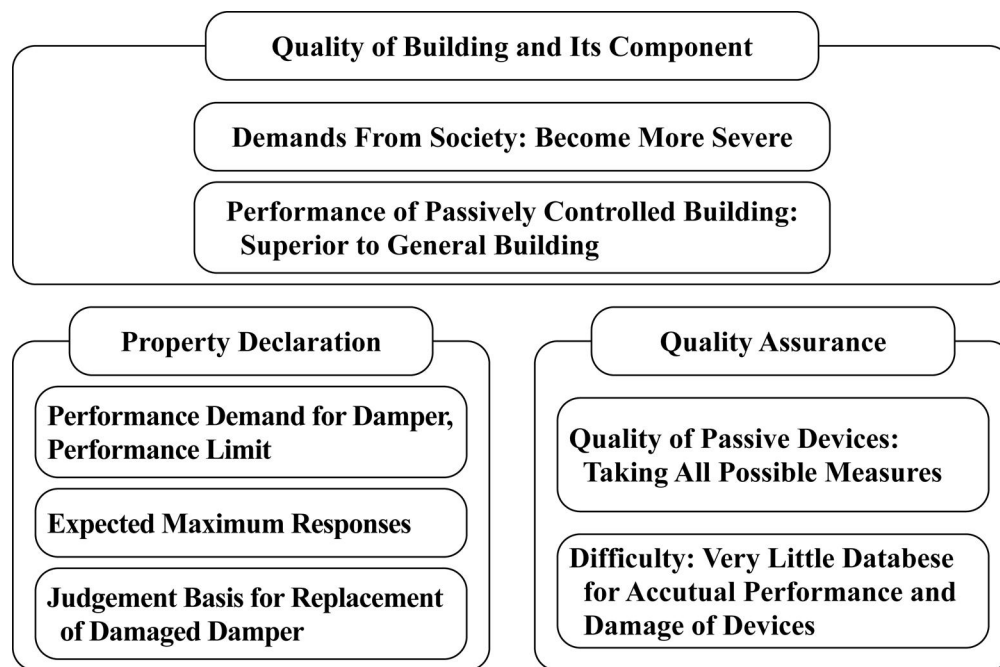 Quality of Building and Its Component
Demands From Society: Become More Severe
Performance of Passively Controlled Building:
Superior to General Building
Property Declaration
Performance Demand for Damper,
Performance Limit
Expected Maximum Responses
Judgement Basis for Replacement
of Damaged Damper
Quality Assurance
Quality of Passive Devices:
Taking All Possible Measures
Difficulty: Very Little Databese
for Accutual Performance and
Damage of Devices